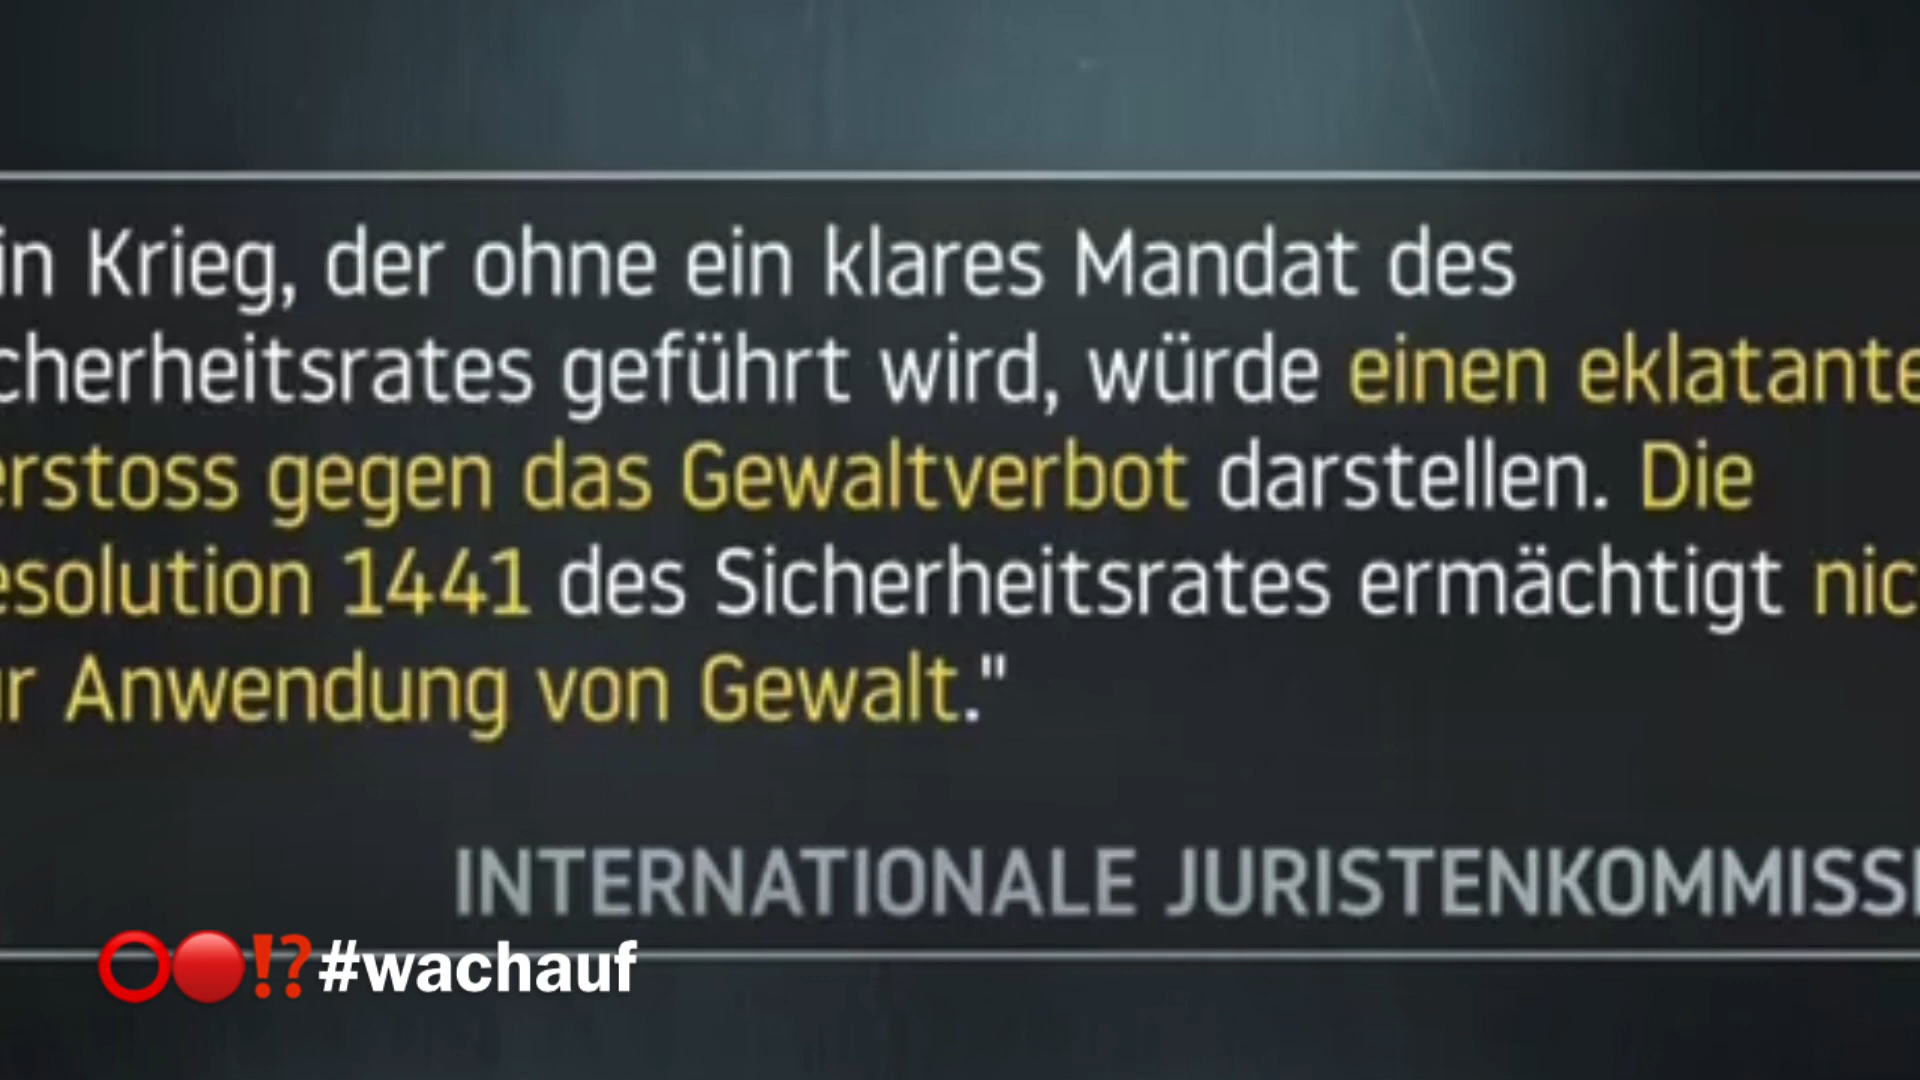 in Krieg, der ohne ein klares Mandat des
cherheitsrates geführt wird, würde einen eklatante
erstoss gegen das Gewaltverbot darstellen. Die
esolution 1441 des Sicherheitsrates ermächtigt nic
ur Anwendung von Gewalt."
INTERNATIONALE JURISTENKOMMISSI
⭕🔴⁉️#wachauf